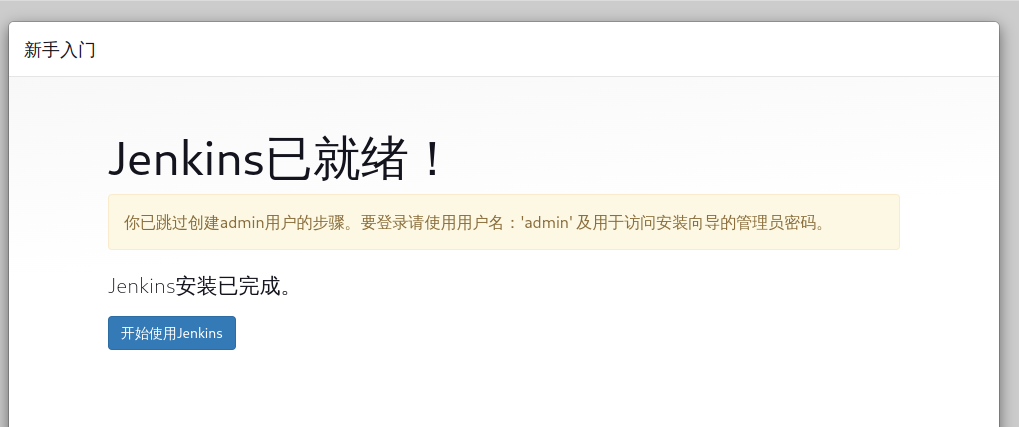 新手入门
Jenkins已就绪！
你已跳过创建admin用户的步骤。要登录请使用用户名：'admin' 及用于访问安装向导的管理员密码。
Jenkins安装已完成。
开始使用Jenkins